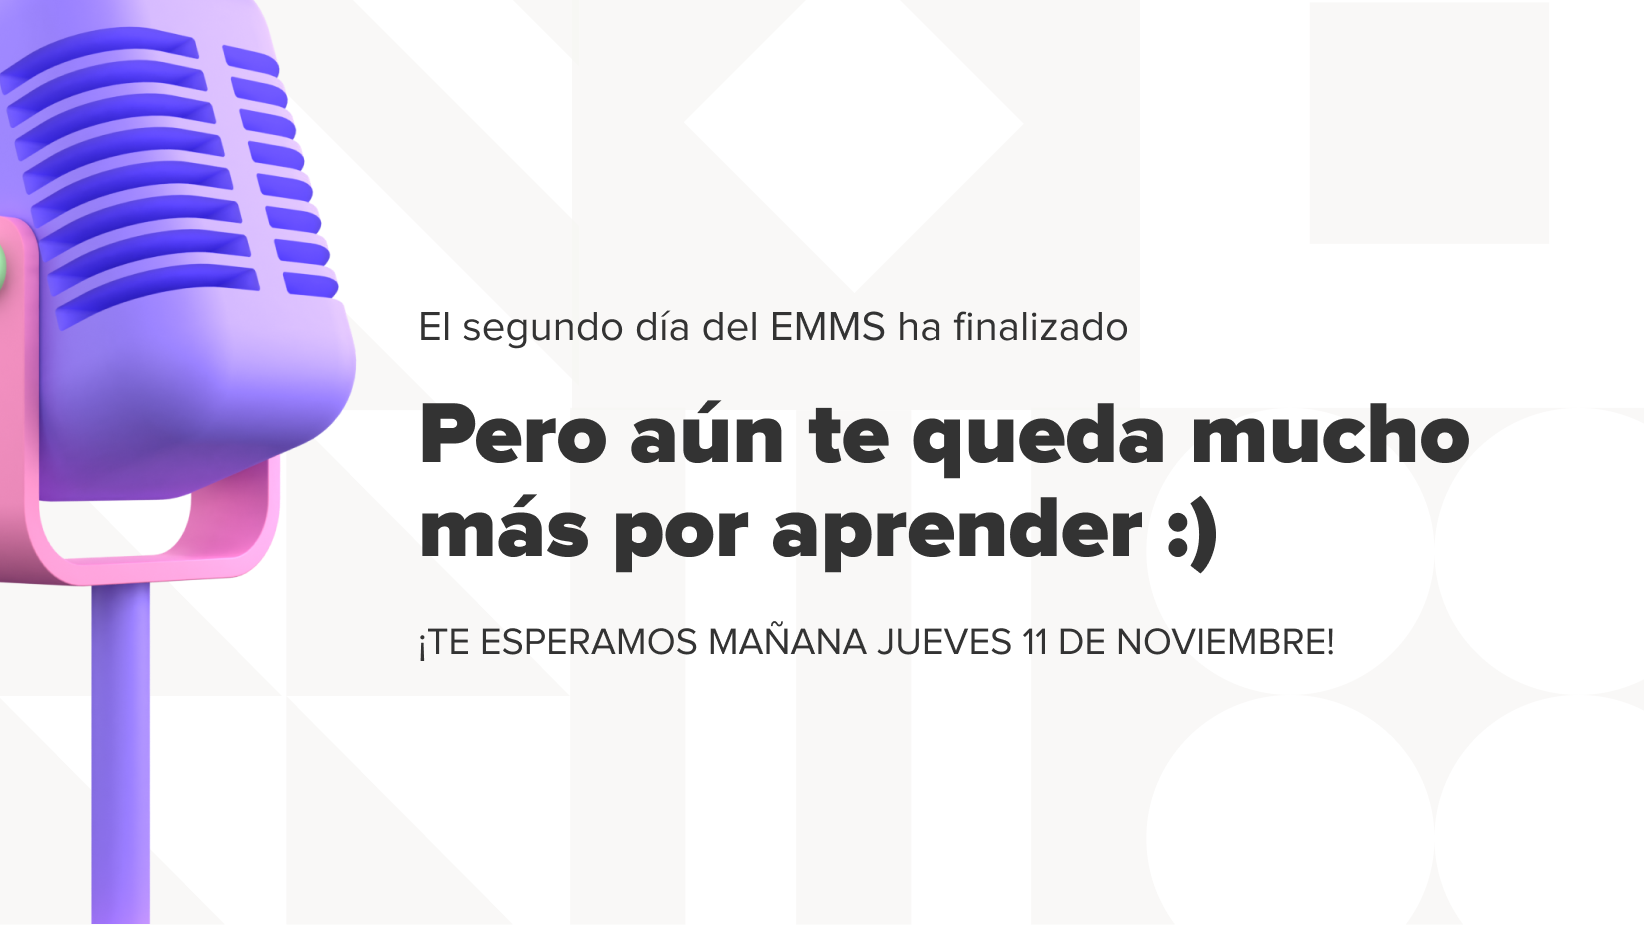 El segundo día del EMMS ha finalizado
Pero aún te queda mucho
más por aprender :)
¡TE ESPERAMOS MAÑANA JUEVES 11 DE NOVIEMBRE!